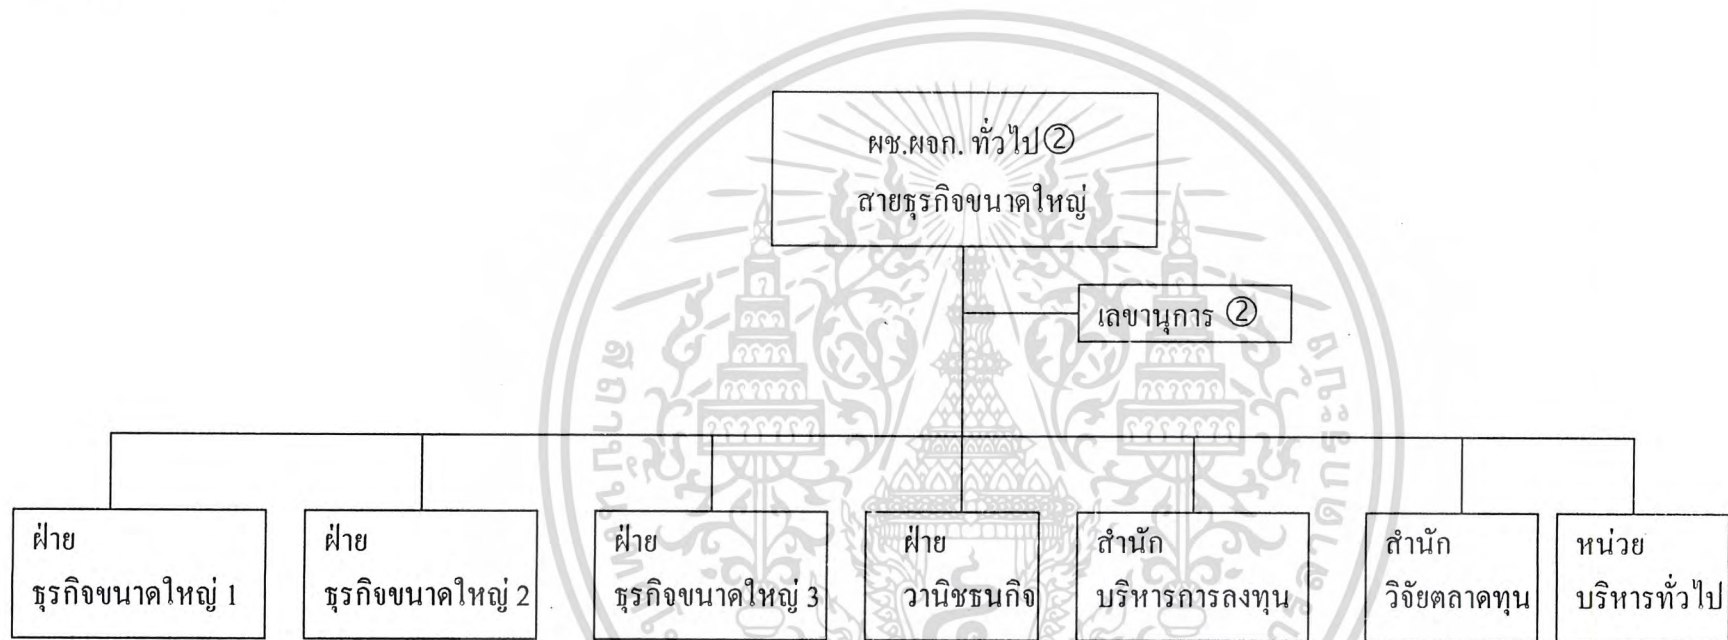 ผช.ผจก. ทั่วไป ②
สายธุรกิจขนาดใหญ่
เลขานุการ ②
ฝ่าย
ธุรกิจขนาดใหญ่ 1
ฝ่าย
ธุรกิจขนาดใหญ่ 2
ฝ่าย
ธุรกิจขนาดใหญ่ 3
ฝ่าย
วานิชธนกิจ
สำนัก
บริหารการลงทุน
สำนัก
วิจัยตลาดทุน
หน่วย
บริหารทั่วไป